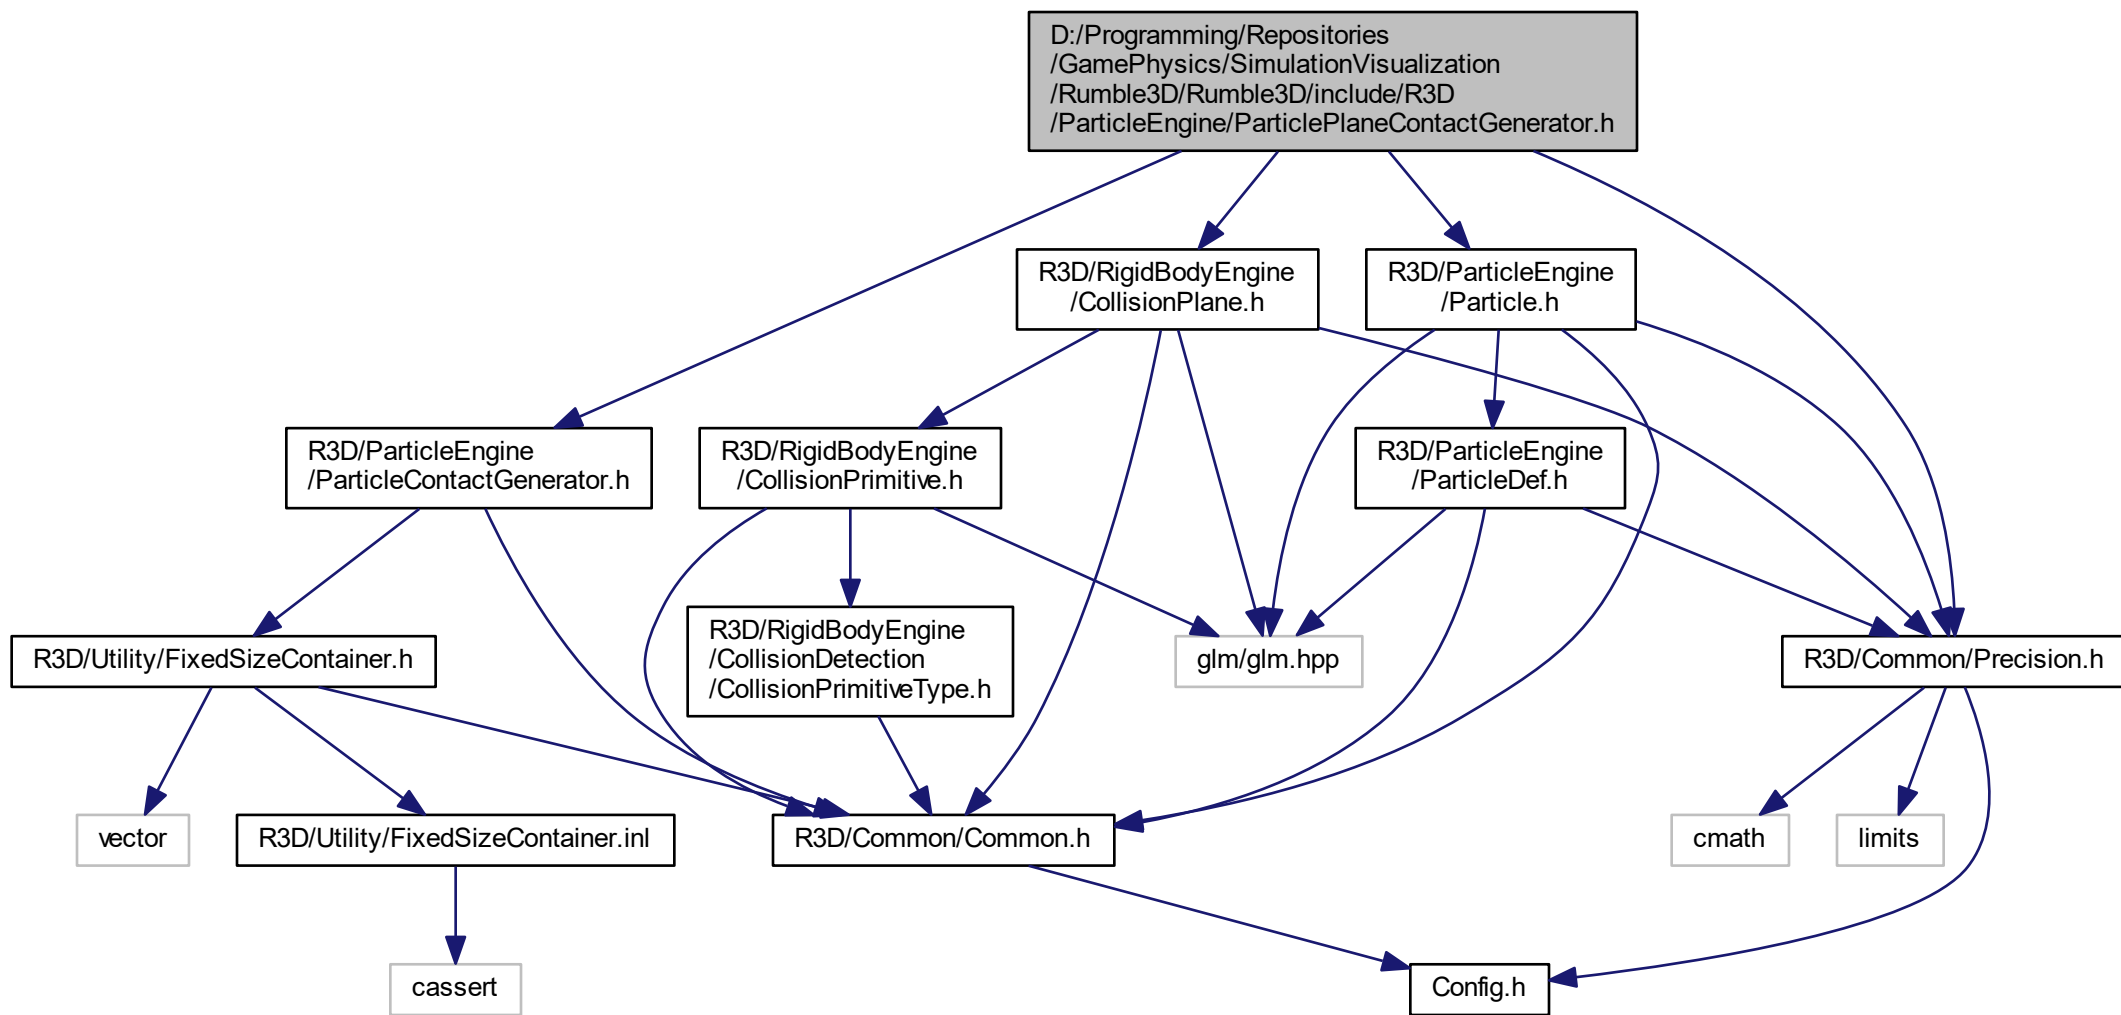 D:/Programming/Repositories
/GamePhysics/SimulationVisualization
/Rumble3D/Rumble3D/include/R3D
/ParticleEngine/ParticlePlaneContactGenerator.h
R3D/RigidBodyEngine
/CollisionPlane.h
R3D/ParticleEngine
/Particle.h
R3D/ParticleEngine
/ParticleContactGenerator.h
R3D/RigidBodyEngine
/CollisionPrimitive.h
R3D/ParticleEngine
/ParticleDef.h
R3D/Utility/FixedSizeContainer.h
R3D/RigidBodyEngine
/CollisionDetection
/CollisionPrimitiveType.h
glm/glm.hpp
R3D/Common/Precision.h
vector
R3D/Utility/FixedSizeContainer.inl
R3D/Common/Common.h
cmath
limits
cassert
Config.h